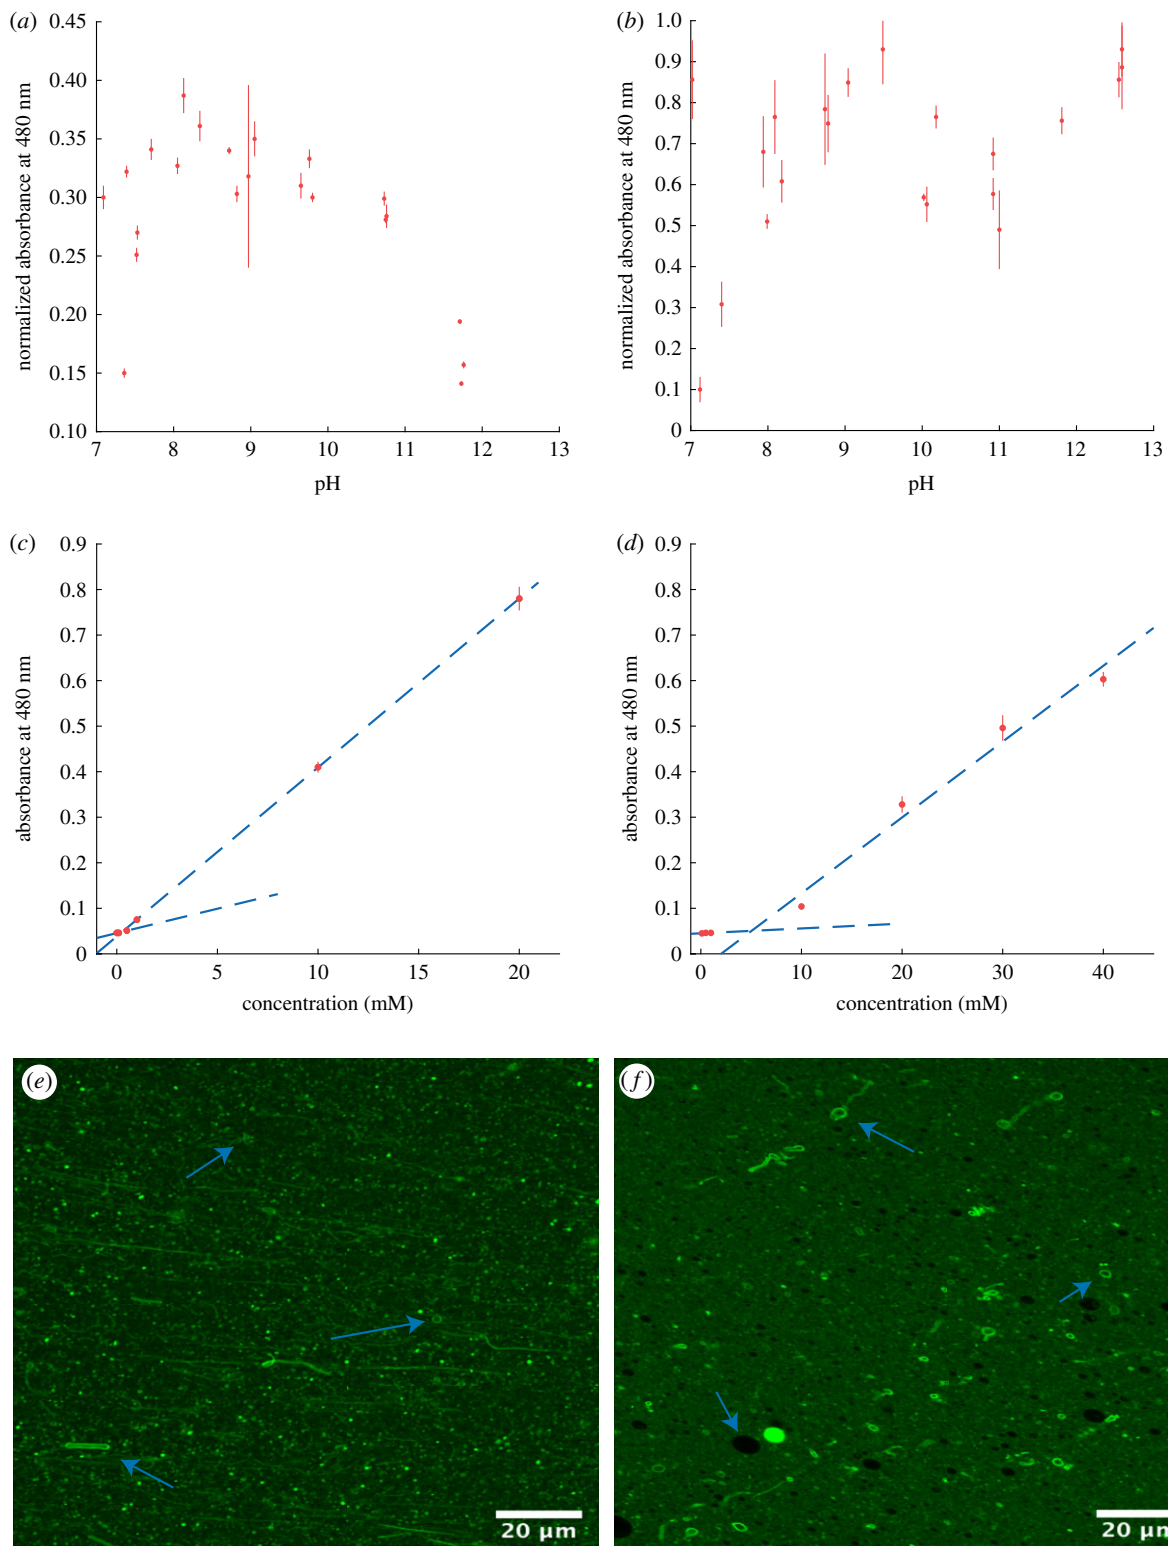 (a)
0.45
0.40
0.35
0.30
0.25
0.20
0.15
0.10
normalized absorbance at 480 nm
7 8 9 10 11 12 13
pH
(b)
1.0
0.9
0.8
0.7
0.6
0.5
0.4
0.3
0.2
0.1
0
normalized absorbance at 480 nm
7 8 9 10 11 12 13
pH
(c)
0.9
0.8
0.7
0.6
0.5
0.4
0.3
0.2
0.1
0
absorbance at 480 nm
0 5 10 15 20
concentration (mM)
(d)
0.9
0.8
0.7
0.6
0.5
0.4
0.3
0.2
0.1
0
absorbance at 480 nm
0 10 20 30 40
concentration (mM)
(e)
20 µm
(f)
20 µm